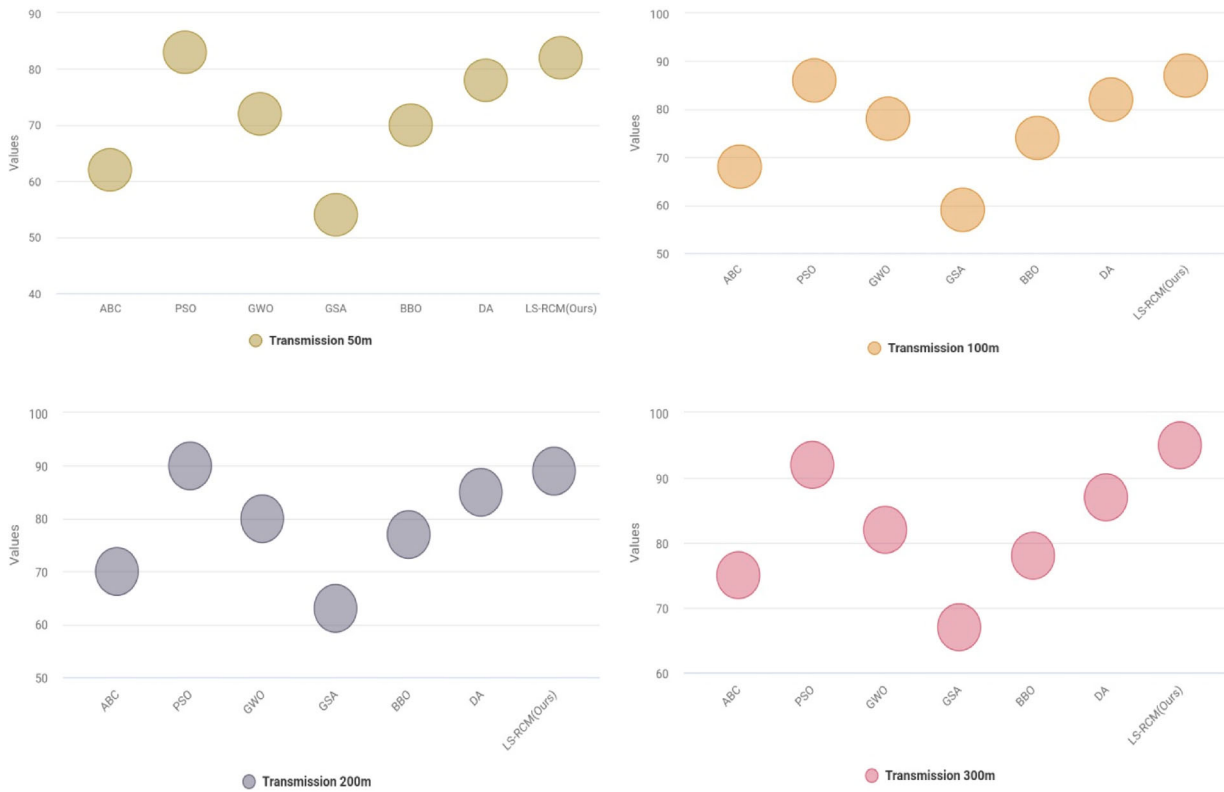 90
80
70
60
50
40
Values
ABC PSO GWO GSA BBO DA LS-RCM(Ours)
Transmission 50m
100
90
80
70
60
50
Values
ABC PSO GWO GSA BBO DA LS-RCM(Ours)
Transmission 100m
100
90
80
70
60
50
Values
ABC PSO GWO GSA BBO DA LS-RCM(Ours)
Transmission 200m
100
90
80
70
60
Values
ABC PSO GWO GSA BBO DA LS-RCM(Ours)
Transmission 300m